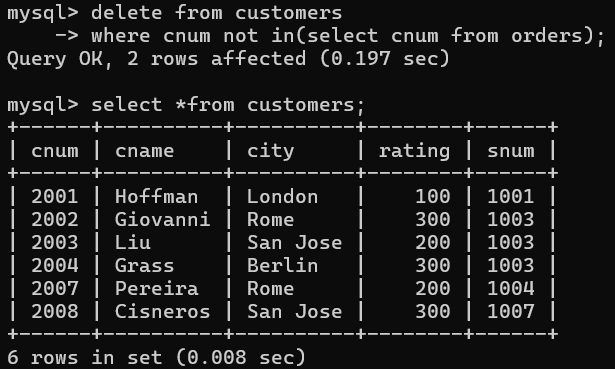 mysql> delete from customers
    -> where cnum not in(select cnum from orders);
Query OK, 2 rows affected (0.197 sec)

mysql> select *from customers;
+------+----------+----------+--------+------+
| cnum | cname    | city     | rating | snum |
+------+----------+----------+--------+------+
| 2001 | Hoffman  | London   |    100 | 1001 |
| 2002 | Giovanni | Rome     |    300 | 1003 |
| 2003 | Liu      | San Jose |    200 | 1003 |
| 2004 | Grass    | Berlin   |    300 | 1003 |
| 2007 | Pereira  | Rome     |    200 | 1004 |
| 2008 | Cisneros | San Jose |    300 | 1007 |
+------+----------+----------+--------+------+
6 rows in set (0.008 sec)